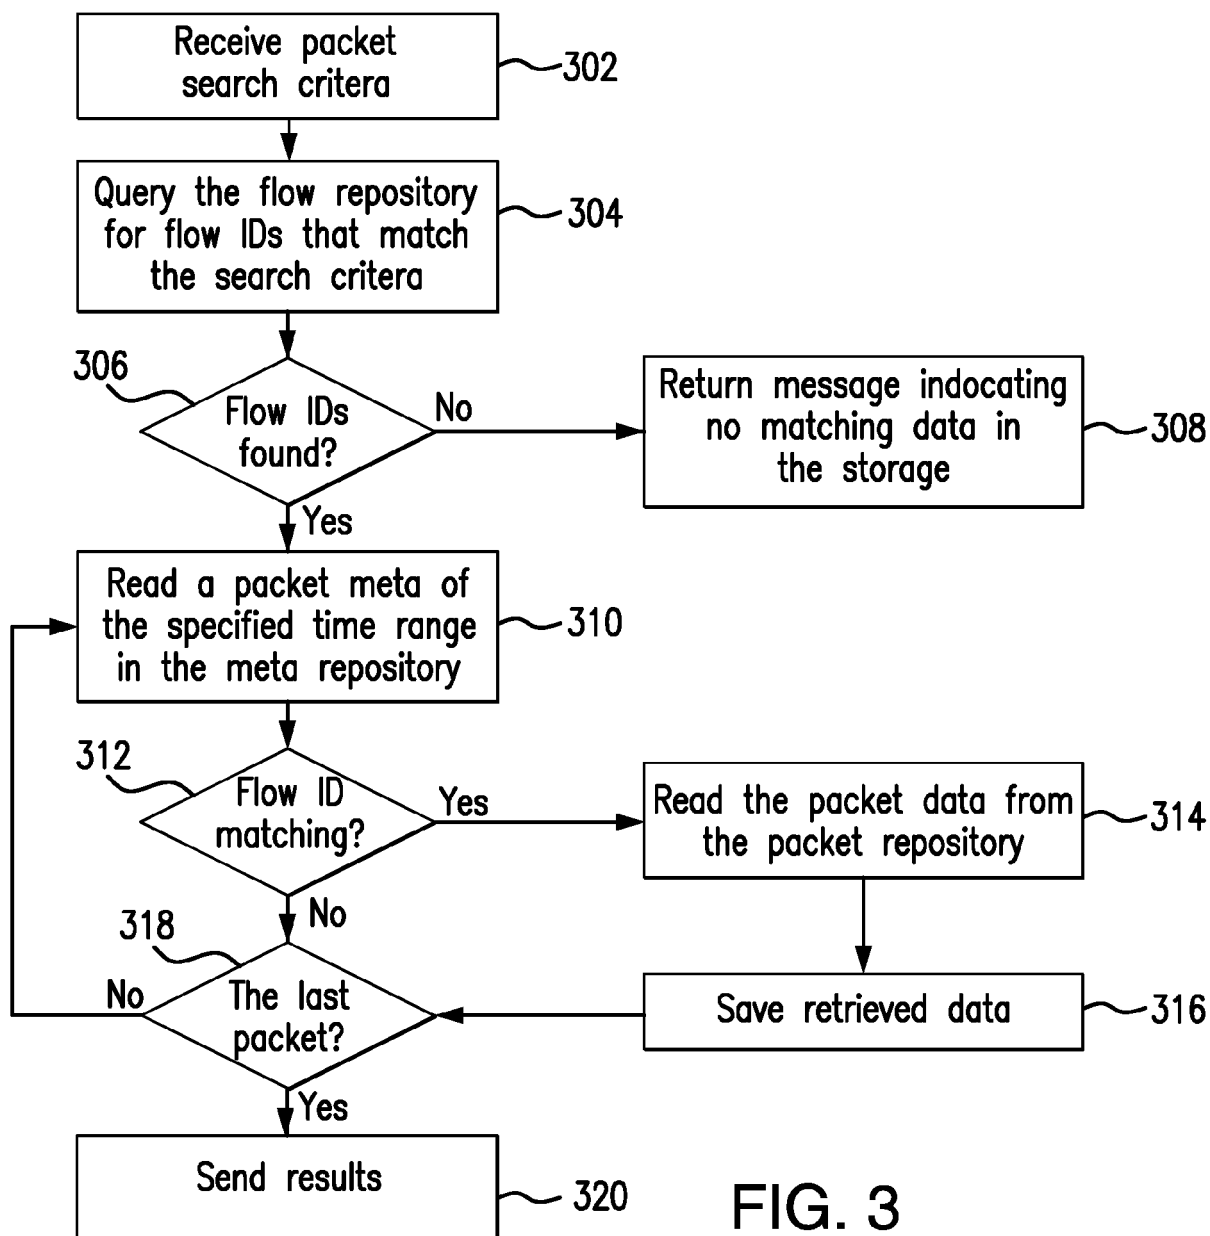 Receive packet
search critera
302
Query the flow repository
for flow IDs that match
the search critera
304
306
Flow IDs
found?
No
Yes
Return message indocating
no matching data in
the storage
308
Read a packet meta of
the specified time range
in the meta repository
310
312
Flow ID
matching?
Yes
No
Read the packet data from
the packet repository
314
318
The last
packet?
No
Yes
Save retrieved data
316
Send results
320
FIG. 3